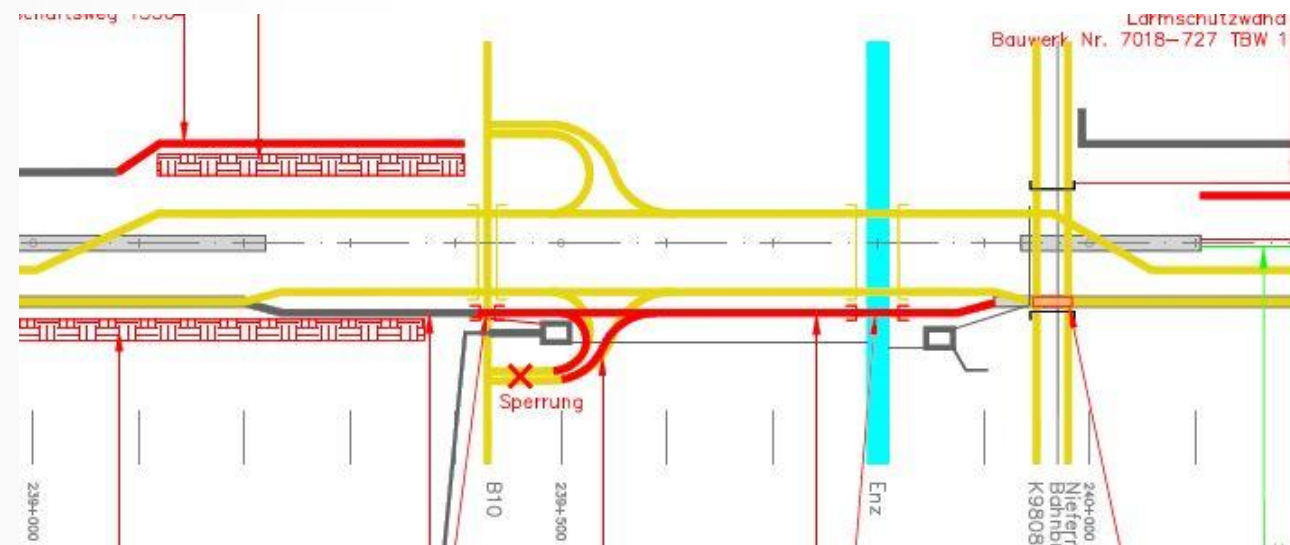 Lärmschutzwand
Bauwerk Nr. 7018-727 TBW 1
Sperrung
239+000
B10
239+500
Enz
K9808
240+000